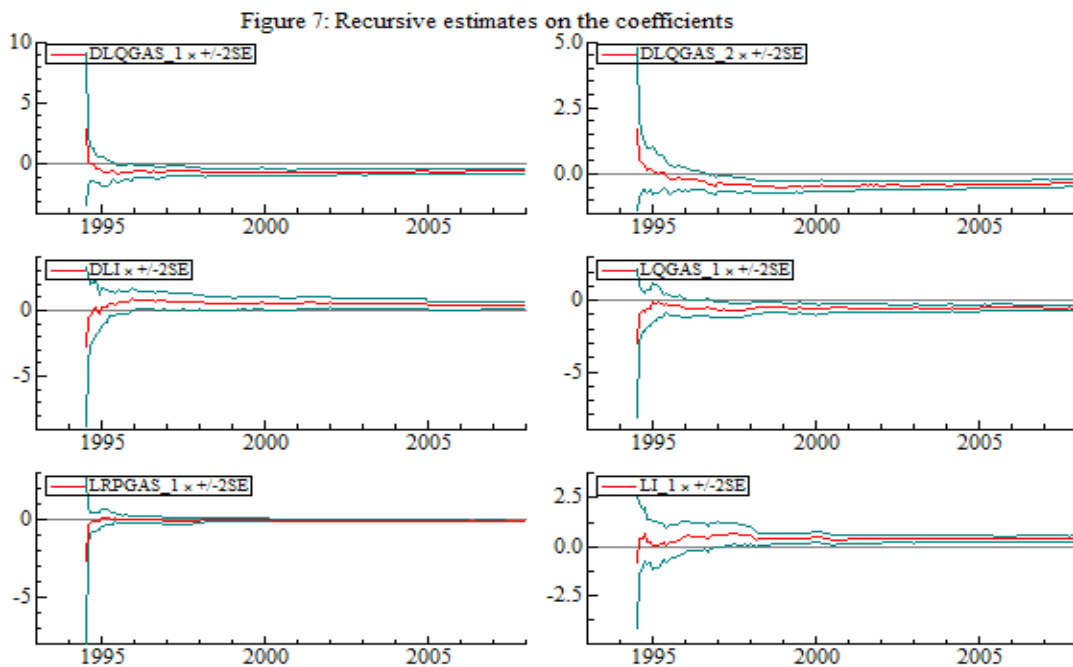 Figure 7: Recursive estimates on the coefficients
10
DLQGAS_1 × +/-2SE
5
0
1995 2000 2005
5.0
DLQGAS_2 × +/-2SE
2.5
0.0
1995 2000 2005
DLI × +/-2SE
0
-5
1995 2000 2005
LQGAS_1 × +/-2SE
0
-5
1995 2000 2005
LRPGAS_1 × +/-2SE
0
-5
1995 2000 2005
LI_1 × +/-2SE
2.5
0.0
-2.5
1995 2000 2005